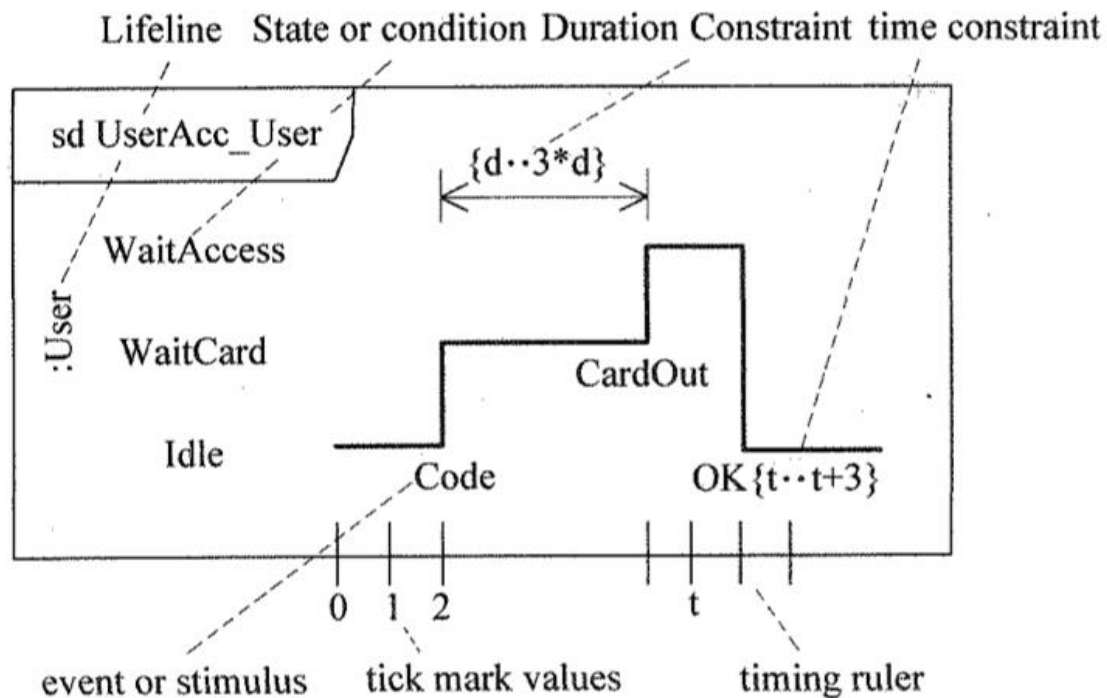 Lifeline State or condition Duration Constraint time constraint
sd UserAcc_User
{d··3*d}
WaitAccess
:User
WaitCard
CardOut
Idle
Code
OK{t··t+3}
0 1 2 t
event or stimulus tick mark values timing ruler